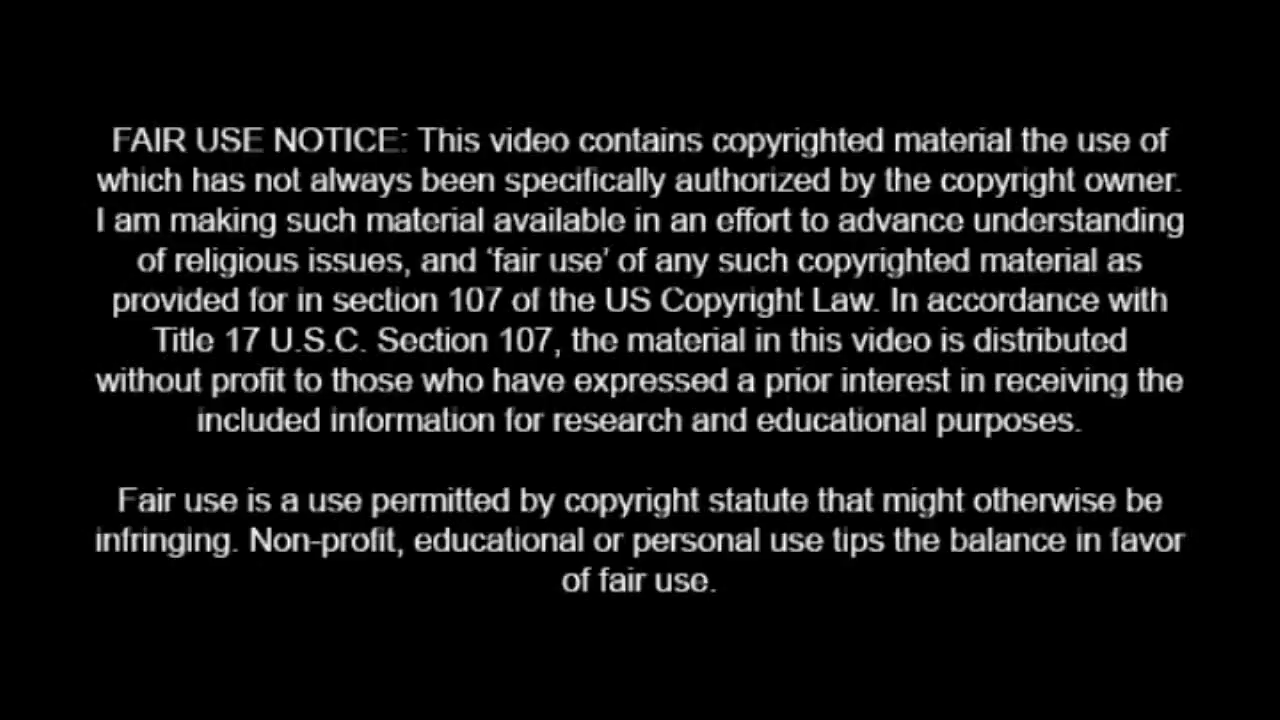 FAIR USE NOTICE: This video contains copyrighted material the use of
which has not always been specifically authorized by the copyright owner.
I am making such material available in an effort to advance understanding
of religious issues, and ‘fair use’ of any such copyrighted material as
provided for in section 107 of the US Copyright Law. In accordance with
Title 17 U.S.C. Section 107, the material in this video is distributed
without profit to those who have expressed a prior interest in receiving the
included information for research and educational purposes.
Fair use is a use permitted by copyright statute that might otherwise be
infringing. Non-profit, educational or personal use tips the balance in favor
of fair use.